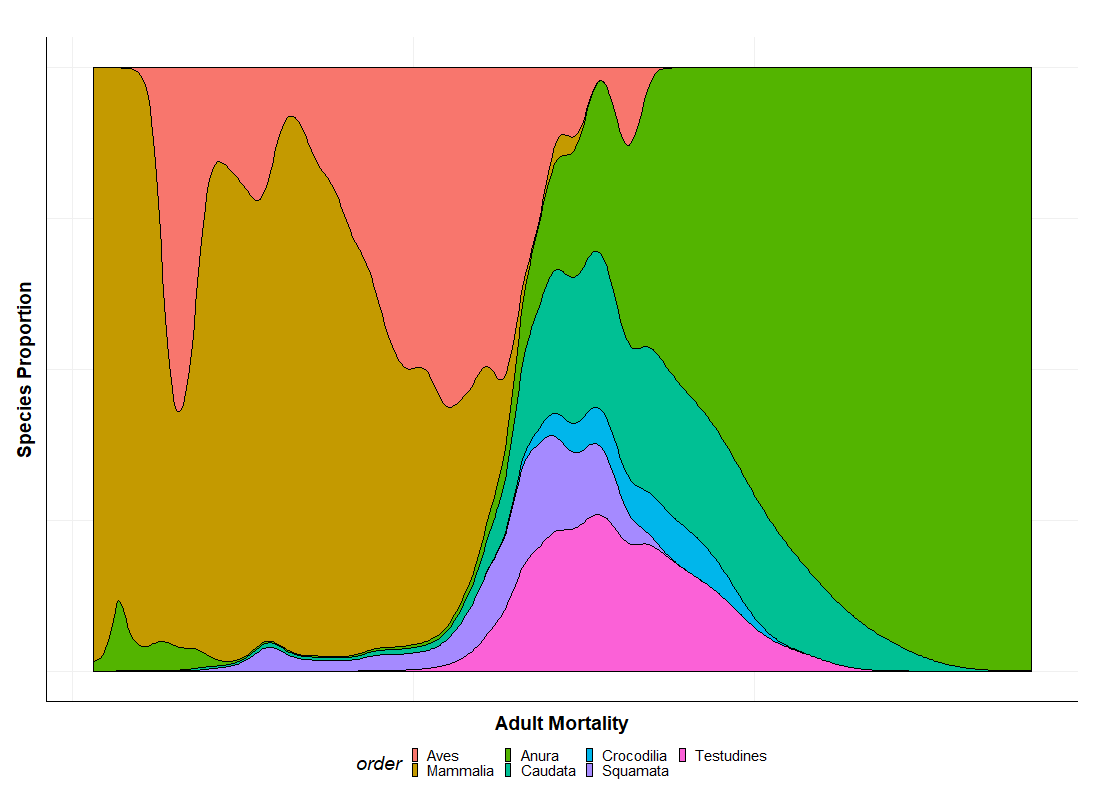 Species Proportion
Adult Mortality
order
Aves Anura Crocodilia Testudines
Mammalia Caudata Squamata